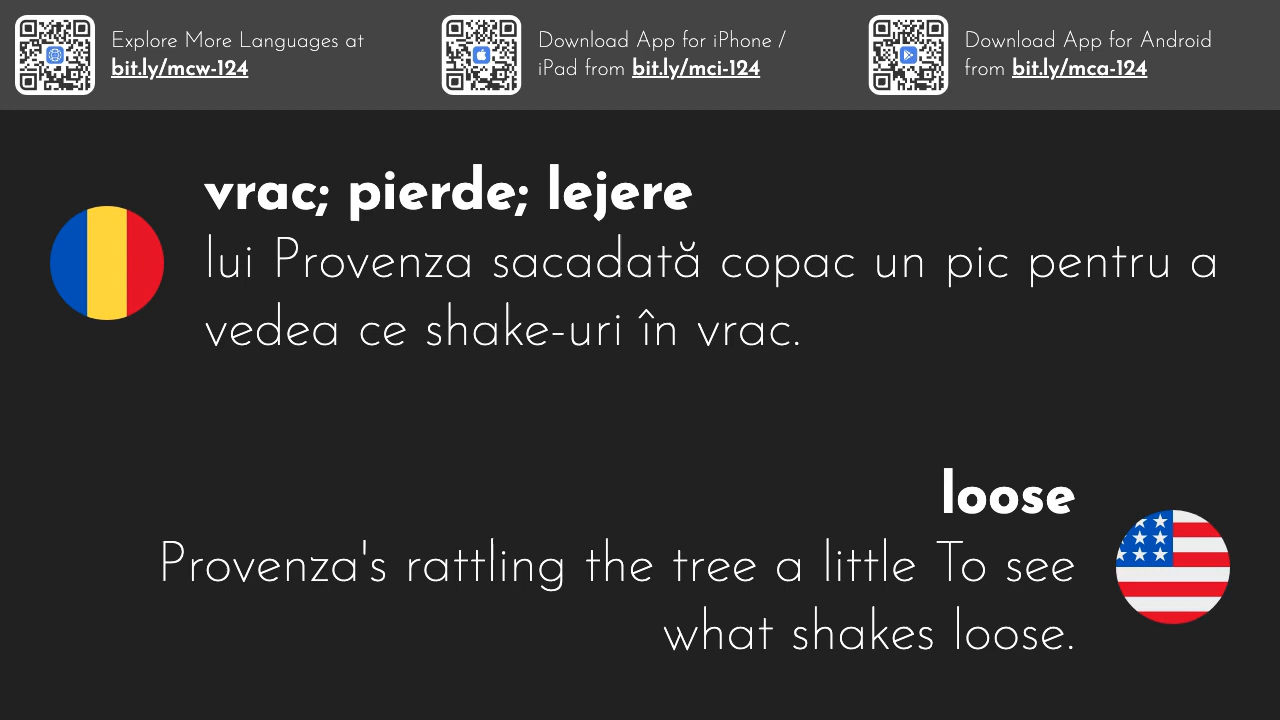 Explore More Languages at
bit.ly/mcw-124
Download App for iPhone /
iPad from bit.ly/mci-124
Download App for Android
from bit.ly/mca-124
vrac; pierde; lejere
lui Provenza sacadată copac un pic pentru a
vedea ce shake-uri în vrac.
loose
Provenza's rattling the tree a little To see
what shakes loose.